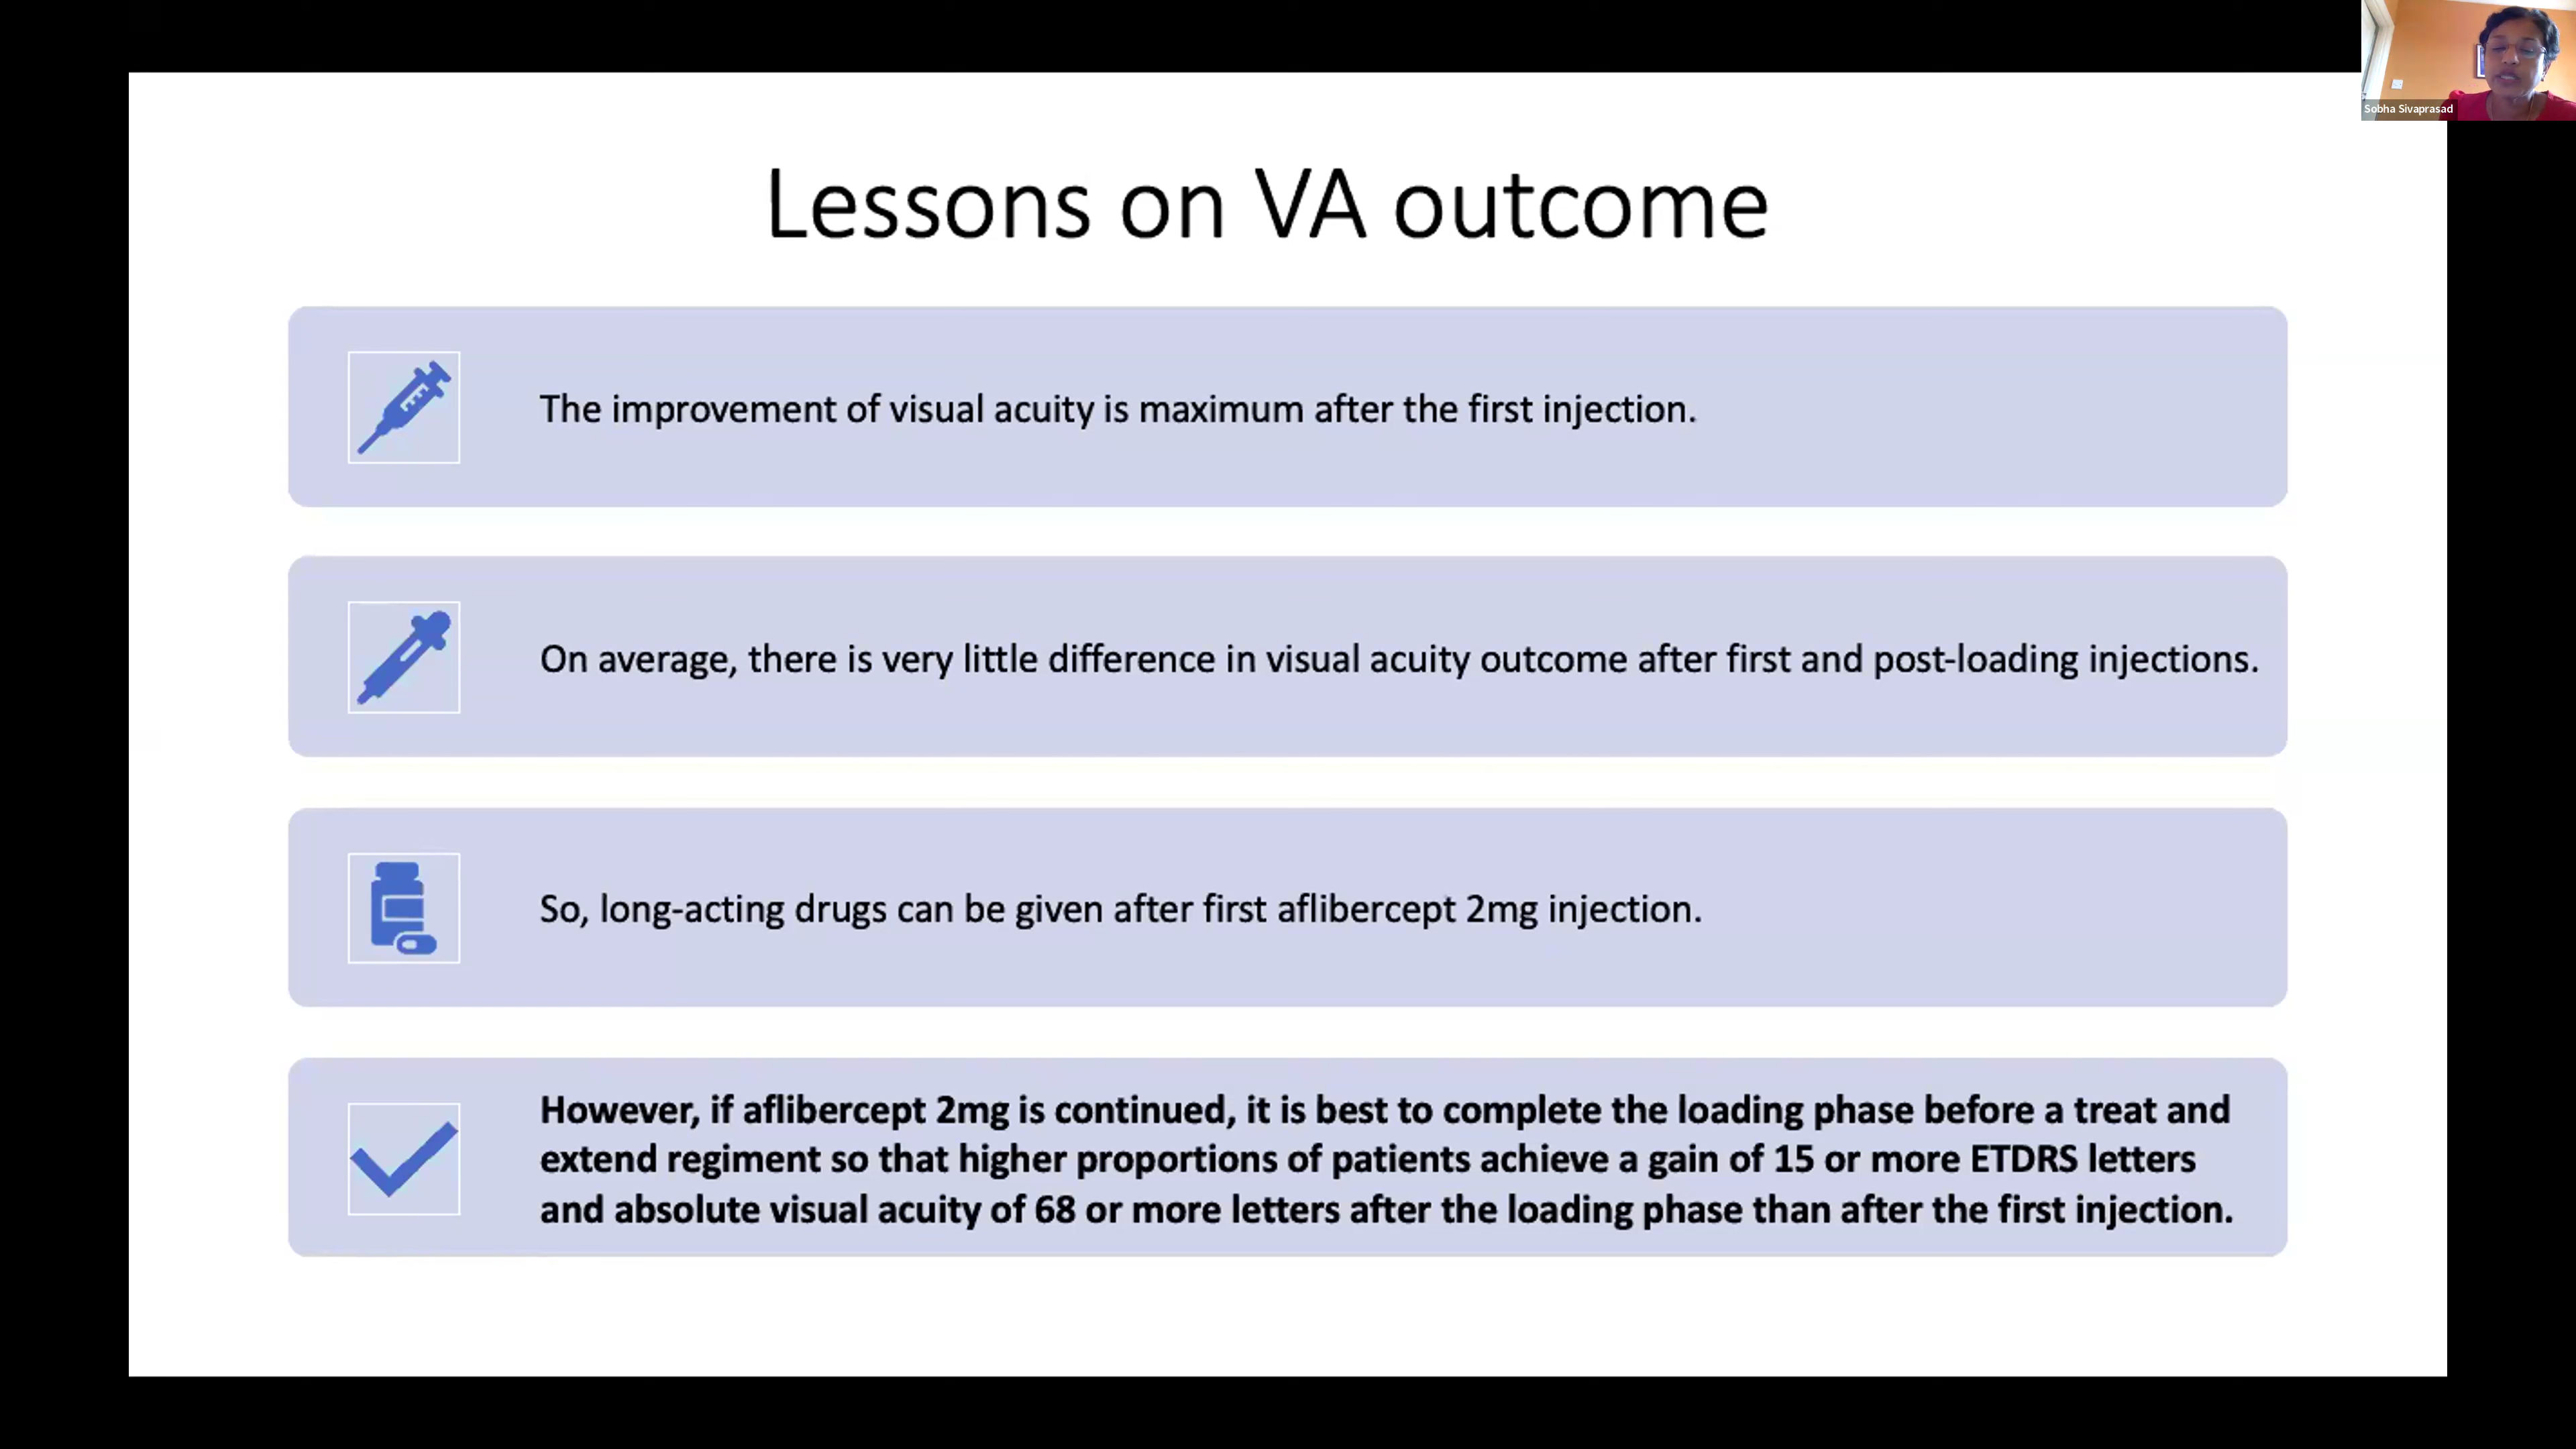 Sobha Sivaprasad
Lessons on VA outcome
The improvement of visual acuity is maximum after the first injection.
On average, there is very little difference in visual acuity outcome after first and post-loading injections.
So, long-acting drugs can be given after first aflibercept 2mg injection.
However, if aflibercept 2mg is continued, it is best to complete the loading phase before a treat and
extend regiment so that higher proportions of patients achieve a gain of 15 or more ETDRS letters
and absolute visual acuity of 68 or more letters after the loading phase than after the first injection.